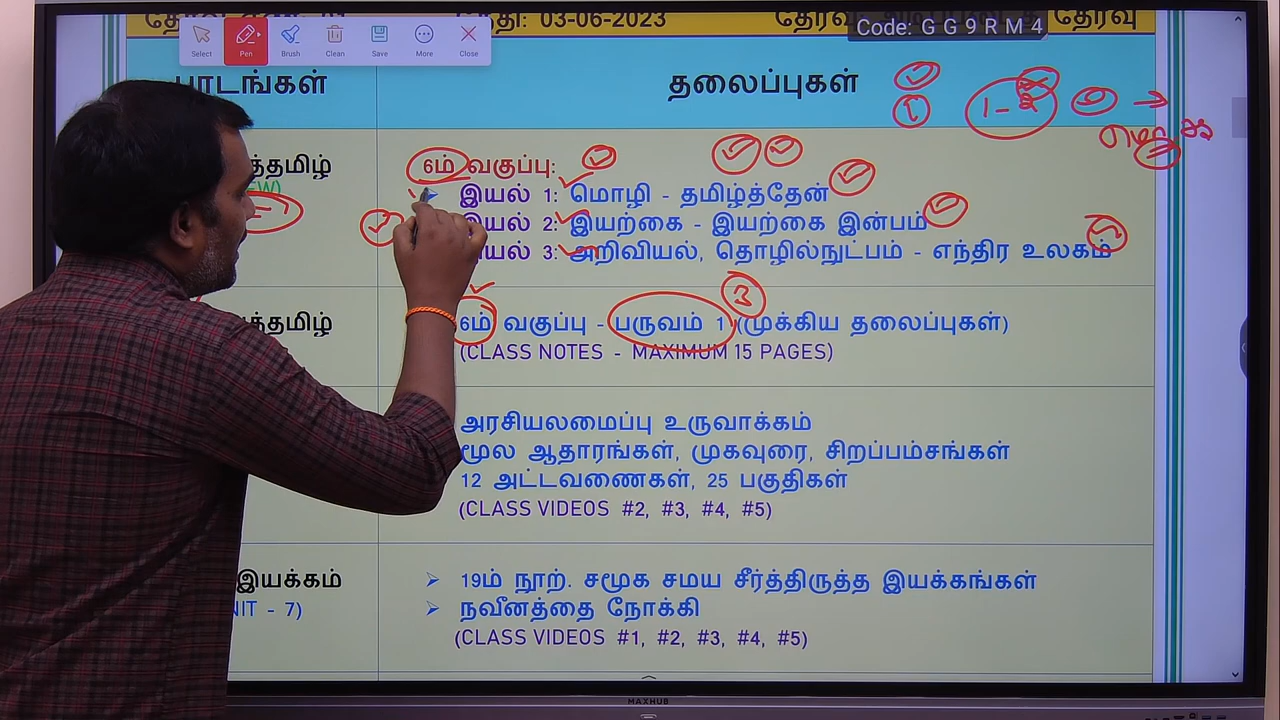 தேதி: 03-06-2023
தேர்வு
Code: G G 9 R M 4
Select Pen Brush Clean Save More Close
பாடங்கள்
தலைப்புகள்
1 - 2
6ம் வகுப்பு:
இயல் 1: மொழி - தமிழ்த்தேன்
இயல் 2: இயற்கை - இயற்கை இன்பம்
இயல் 3: அறிவியல், தொழில்நுட்பம் - எந்திர உலகம்
3
6ம் வகுப்பு - பருவம் 1 (முக்கிய தலைப்புகள்)
(CLASS NOTES - MAXIMUM 15 PAGES)
அரசியலமைப்பு உருவாக்கம்
மூல ஆதாரங்கள், முகவுரை, சிறப்பம்சங்கள்
12 அட்டவணைகள், 25 பகுதிகள்
(CLASS VIDEOS #2, #3, #4, #5)
இயக்கம்
19ம் நூற். சமூக சமய சீர்த்திருத்த இயக்கங்கள்
- 7)
நவீனத்தை நோக்கி
(CLASS VIDEOS #1, #2, #3, #4, #5)
MAXHUB